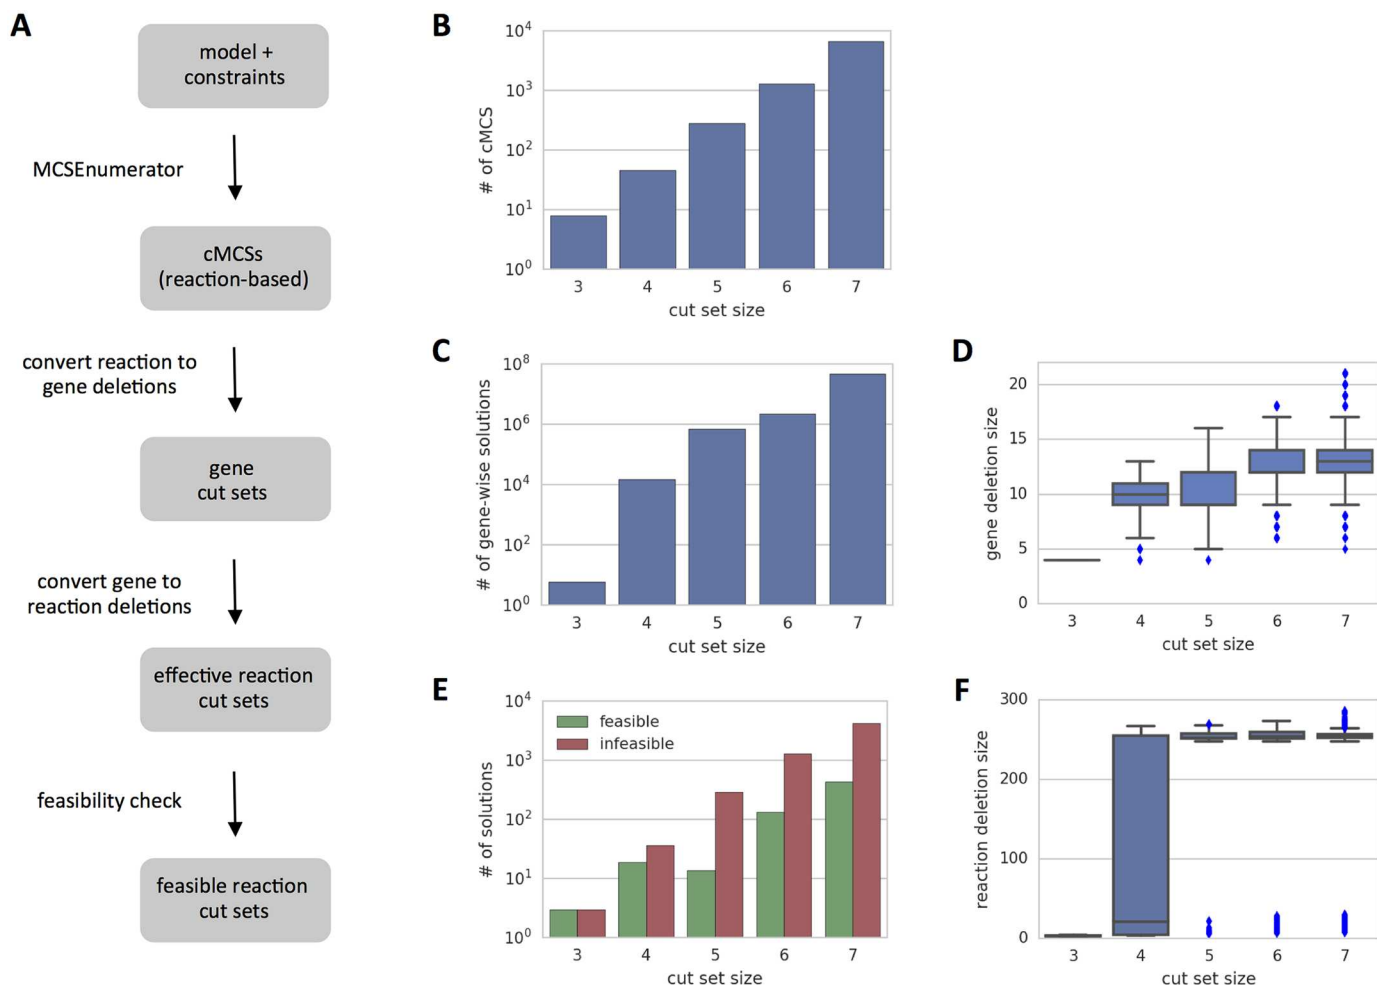 A
model +
constraints
MCSEnumerator
cMCSs
(reaction-based)
convert reaction to
gene deletions
gene
cut sets
convert gene to
reaction deletions
effective reaction
cut sets
feasibility check
feasible reaction
cut sets
B
# of cMCS
10^4
10^3
10^2
10^1
10^0
3 4 5 6 7
cut set size
C
# of gene-wise solutions
10^8
10^6
10^4
10^2
10^0
3 4 5 6 7
cut set size
D
gene deletion size
20
15
10
5
0
3 4 5 6 7
cut set size
E
# of solutions
10^4
10^3
10^2
10^1
10^0
feasible
infeasible
3 4 5 6 7
cut set size
F
reaction deletion size
300
200
100
0
3 4 5 6 7
cut set size